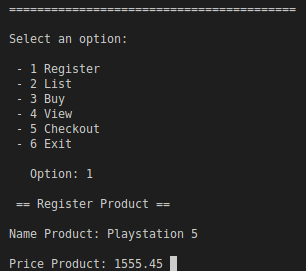 =========================================
Select an option:
- 1 Register
- 2 List
- 3 Buy
- 4 View
- 5 Checkout
- 6 Exit
Option: 1
== Register Product ==
Name Product: Playstation 5
Price Product: 1555.45